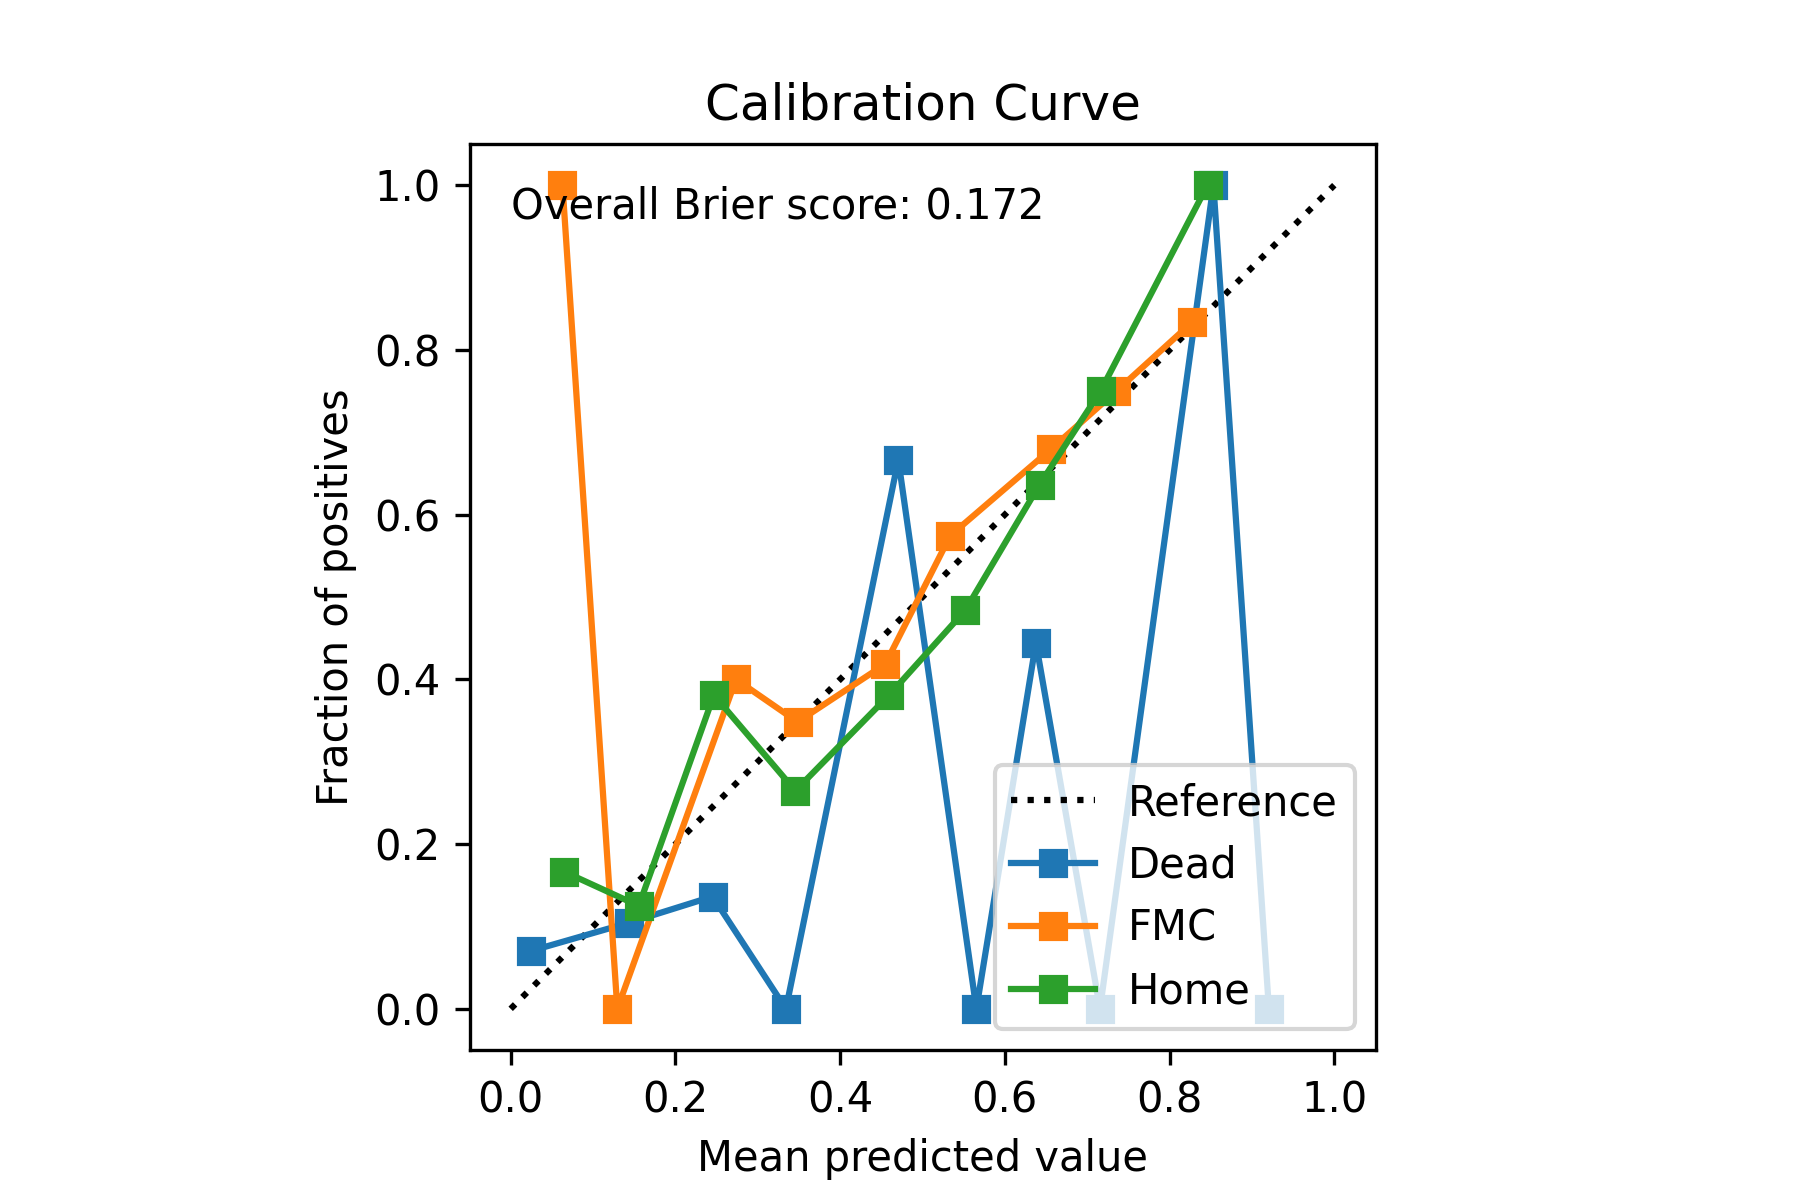 Calibration Curve
Overall Brier score: 0.172
1.0
0.8
0.6
0.4
0.2
0.0
Fraction of positives
Reference
Dead
FMC
Home
0.0 0.2 0.4 0.6 0.8 1.0
Mean predicted value